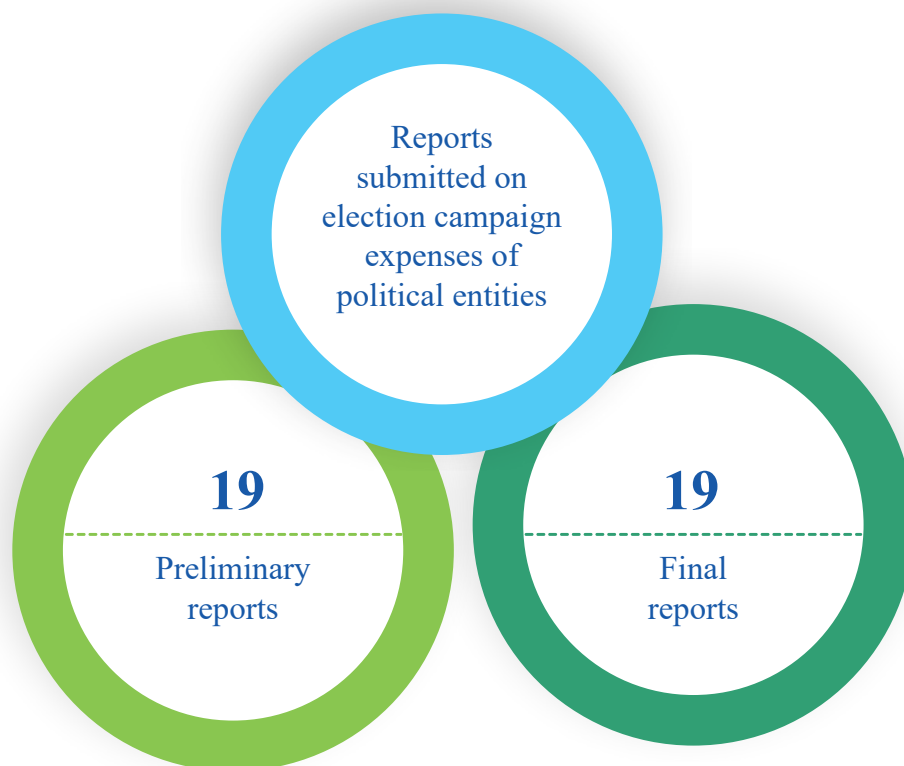 Reports
submitted on
election campaign
expenses of
political entities
19
Preliminary
reports
19
Final
reports